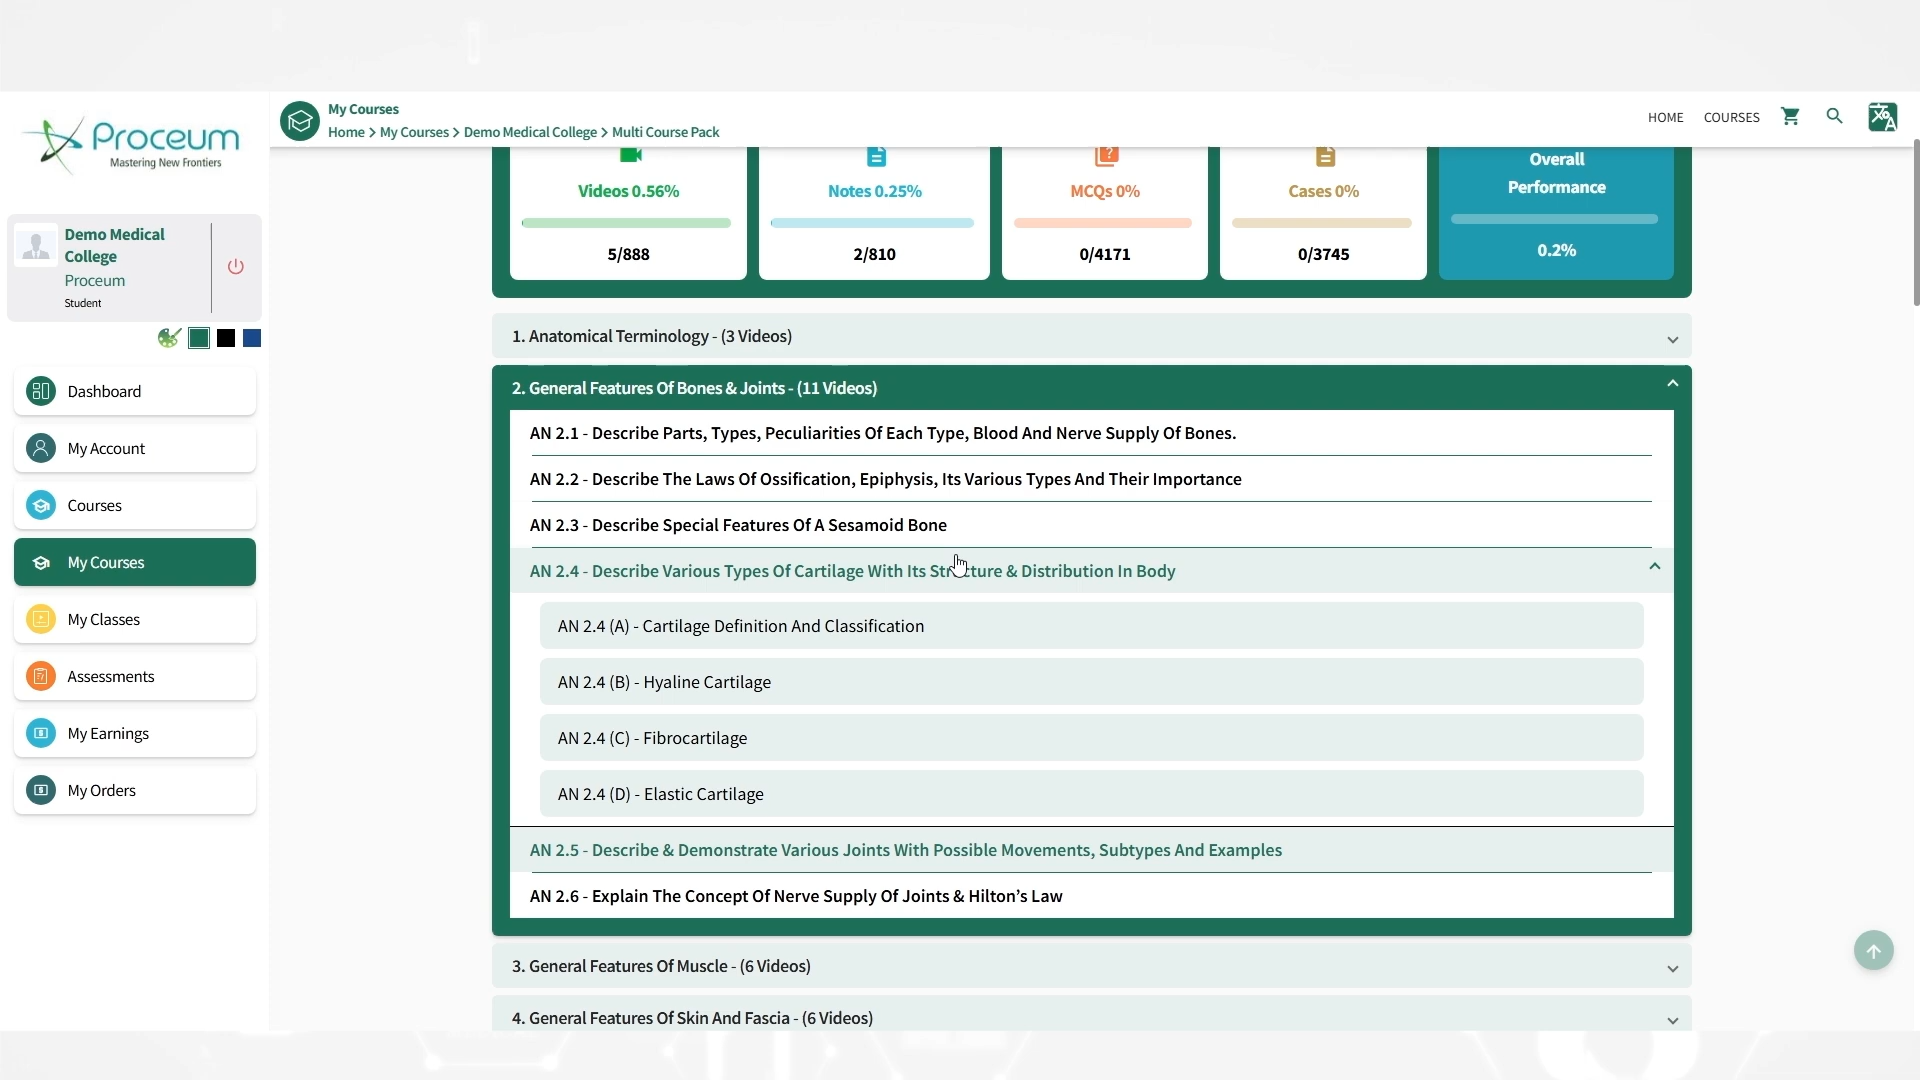 Proceum
Mastering New Frontiers
My Courses
Home > My Courses > Demo Medical College > Multi Course Pack
HOME
COURSES
Demo Medical
College
Proceum
Student
Dashboard
My Account
Courses
My Courses
My Classes
Assessments
My Earnings
My Orders
Videos 0.56%
5/888
Notes 0.25%
2/810
MCQs 0%
0/4171
Cases 0%
0/3745
Overall
Performance
0.2%
1. Anatomical Terminology - (3 Videos)
2. General Features Of Bones & Joints - (11 Videos)
AN 2.1 - Describe Parts, Types, Peculiarities Of Each Type, Blood And Nerve Supply Of Bones.
AN 2.2 - Describe The Laws Of Ossification, Epiphysis, Its Various Types And Their Importance
AN 2.3 - Describe Special Features Of A Sesamoid Bone
AN 2.4 - Describe Various Types Of Cartilage With Its Structure & Distribution In Body
AN 2.4 (A) - Cartilage Definition And Classification
AN 2.4 (B) - Hyaline Cartilage
AN 2.4 (C) - Fibrocartilage
AN 2.4 (D) - Elastic Cartilage
AN 2.5 - Describe & Demonstrate Various Joints With Possible Movements, Subtypes And Examples
AN 2.6 - Explain The Concept Of Nerve Supply Of Joints & Hilton’s Law
3. General Features Of Muscle - (6 Videos)
4. General Features Of Skin And Fascia - (6 Videos)